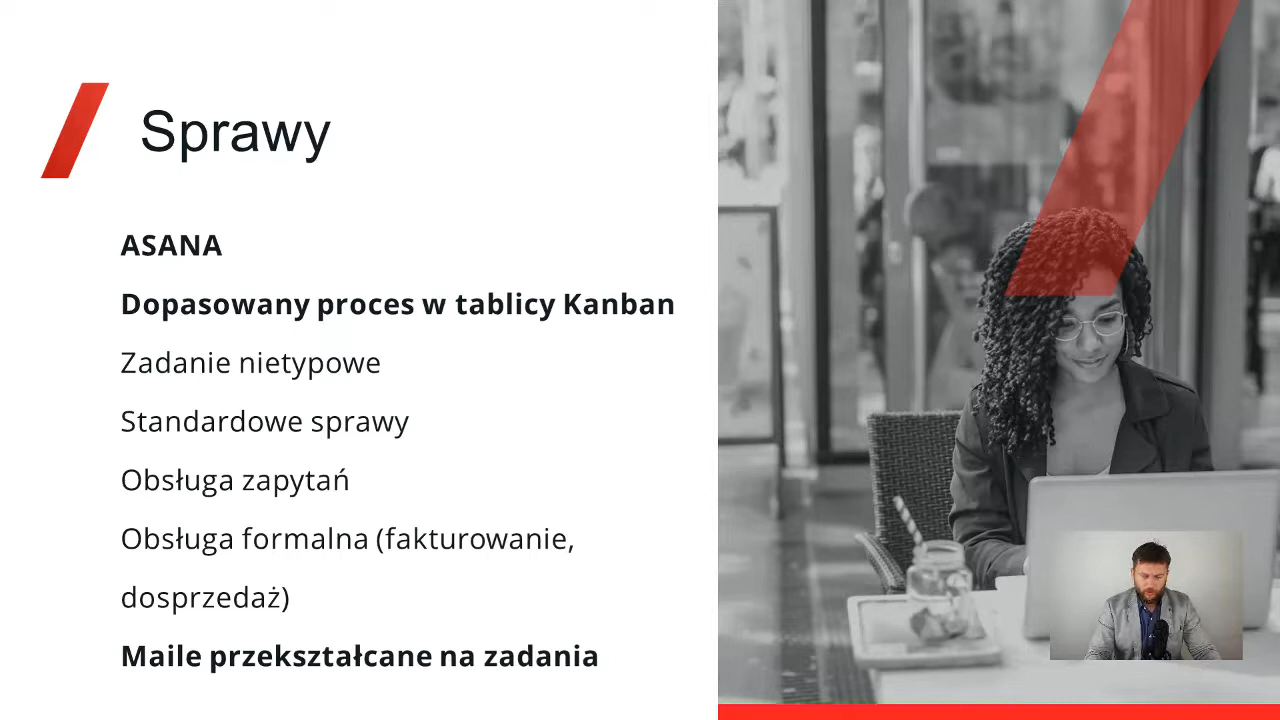 Sprawy
ASANA
Dopasowany proces w tablicy Kanban
Zadanie nietypowe
Standardowe sprawy
Obsługa zapytań
Obsługa formalna (fakturowanie,
dosprzedaż)
Maile przekształcane na zadania